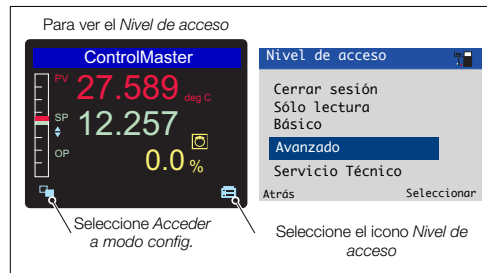 Para ver el Nivel de acceso
ControlMaster
PV 27.589 deg C
SP 12.257
OP 0.0 %
Seleccione Acceder
a modo config.
Nivel de acceso
Cerrar sesión
Sólo lectura
Básico
Avanzado
Servicio Técnico
Atrás Seleccionar
Seleccione el icono Nivel de
acceso